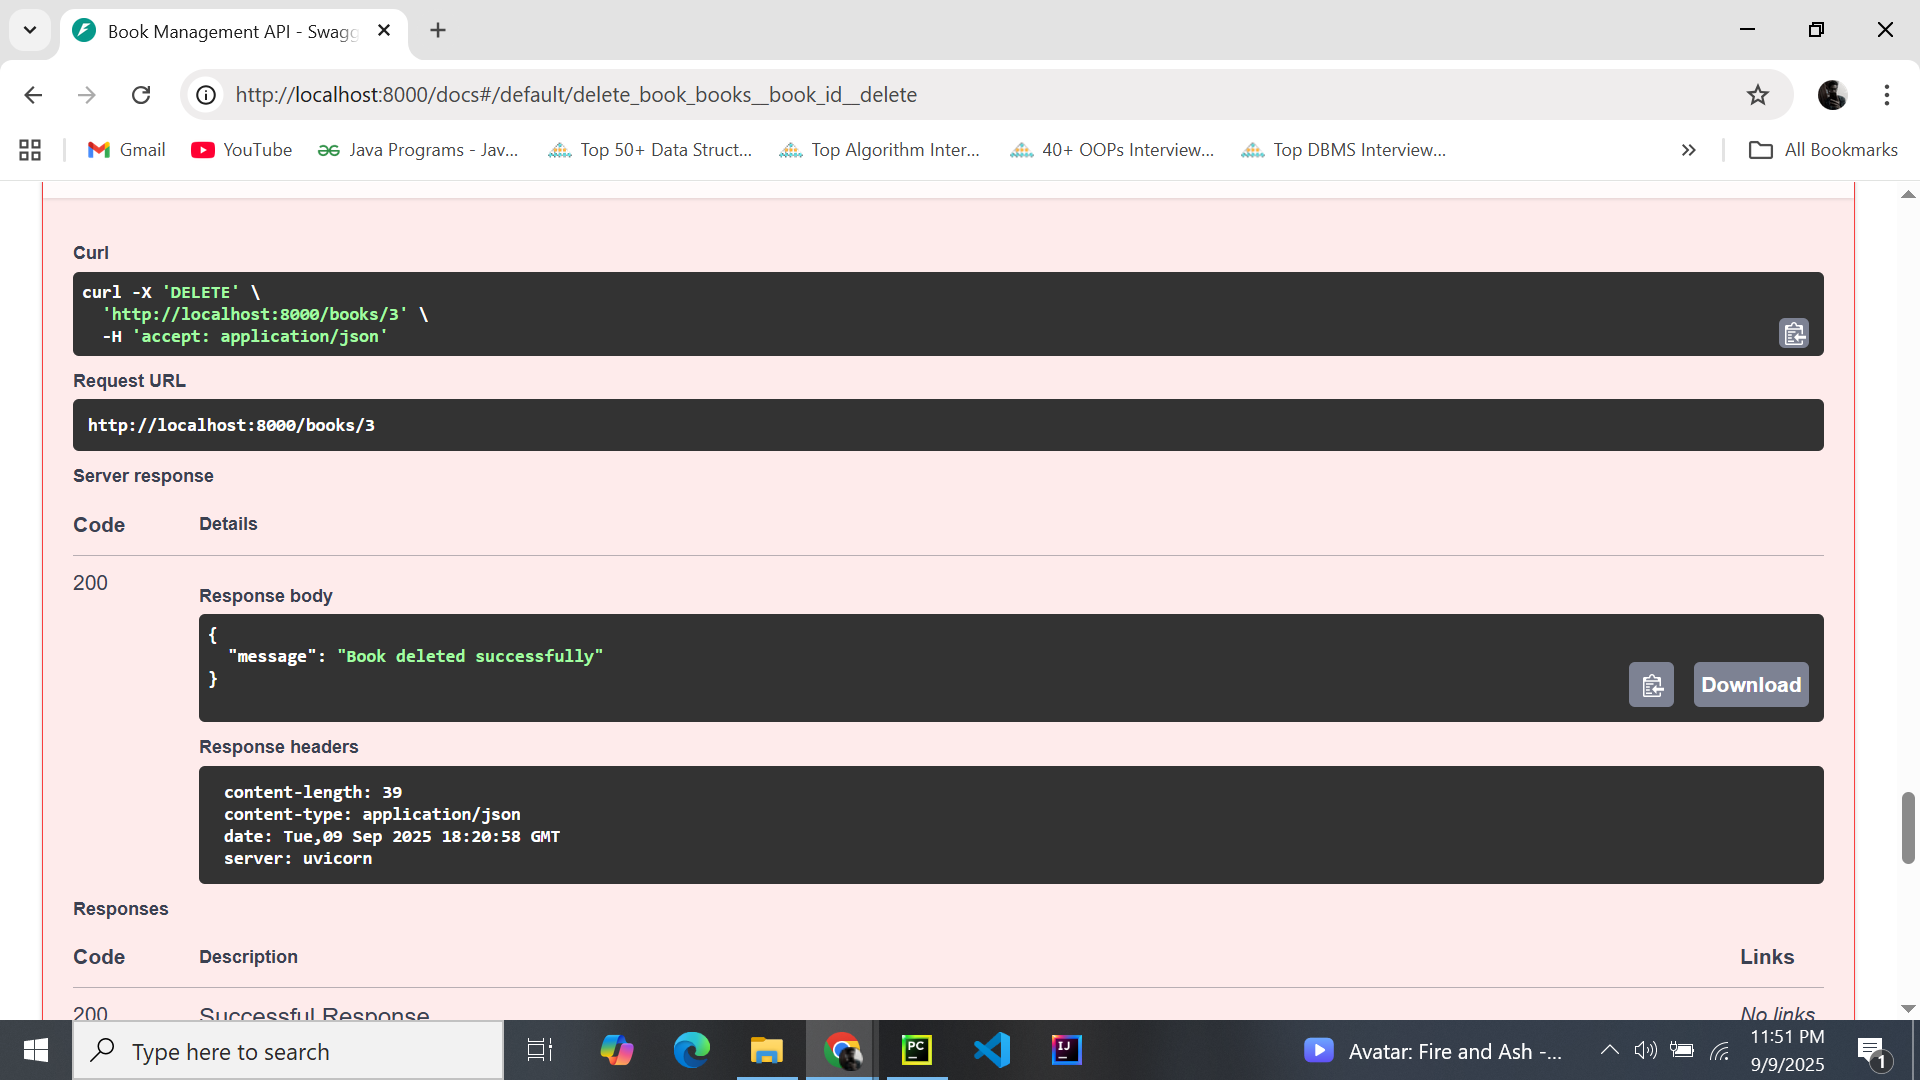 Book Management API - Swagg
http://localhost:8000/docs#/default/delete_book_books__book_id__delete
Gmail
YouTube
Java Programs - Jav...
Top 50+ Data Struct...
Top Algorithm Inter...
40+ OOPs Interview...
Top DBMS Interview...
All Bookmarks
Curl
curl -X 'DELETE' \
'http://localhost:8000/books/3' \
-H 'accept: application/json'
Request URL
http://localhost:8000/books/3
Server response
Code Details
200
Response body
{
"message": "Book deleted successfully"
}
Download
Response headers
content-length: 39
content-type: application/json
date: Tue,09 Sep 2025 18:20:58 GMT
server: uvicorn
Responses
Code Description Links
200 Successful Response No links
Type here to search
PC
IJ
Avatar: Fire and Ash -...
11:51 PM
9/9/2025
1